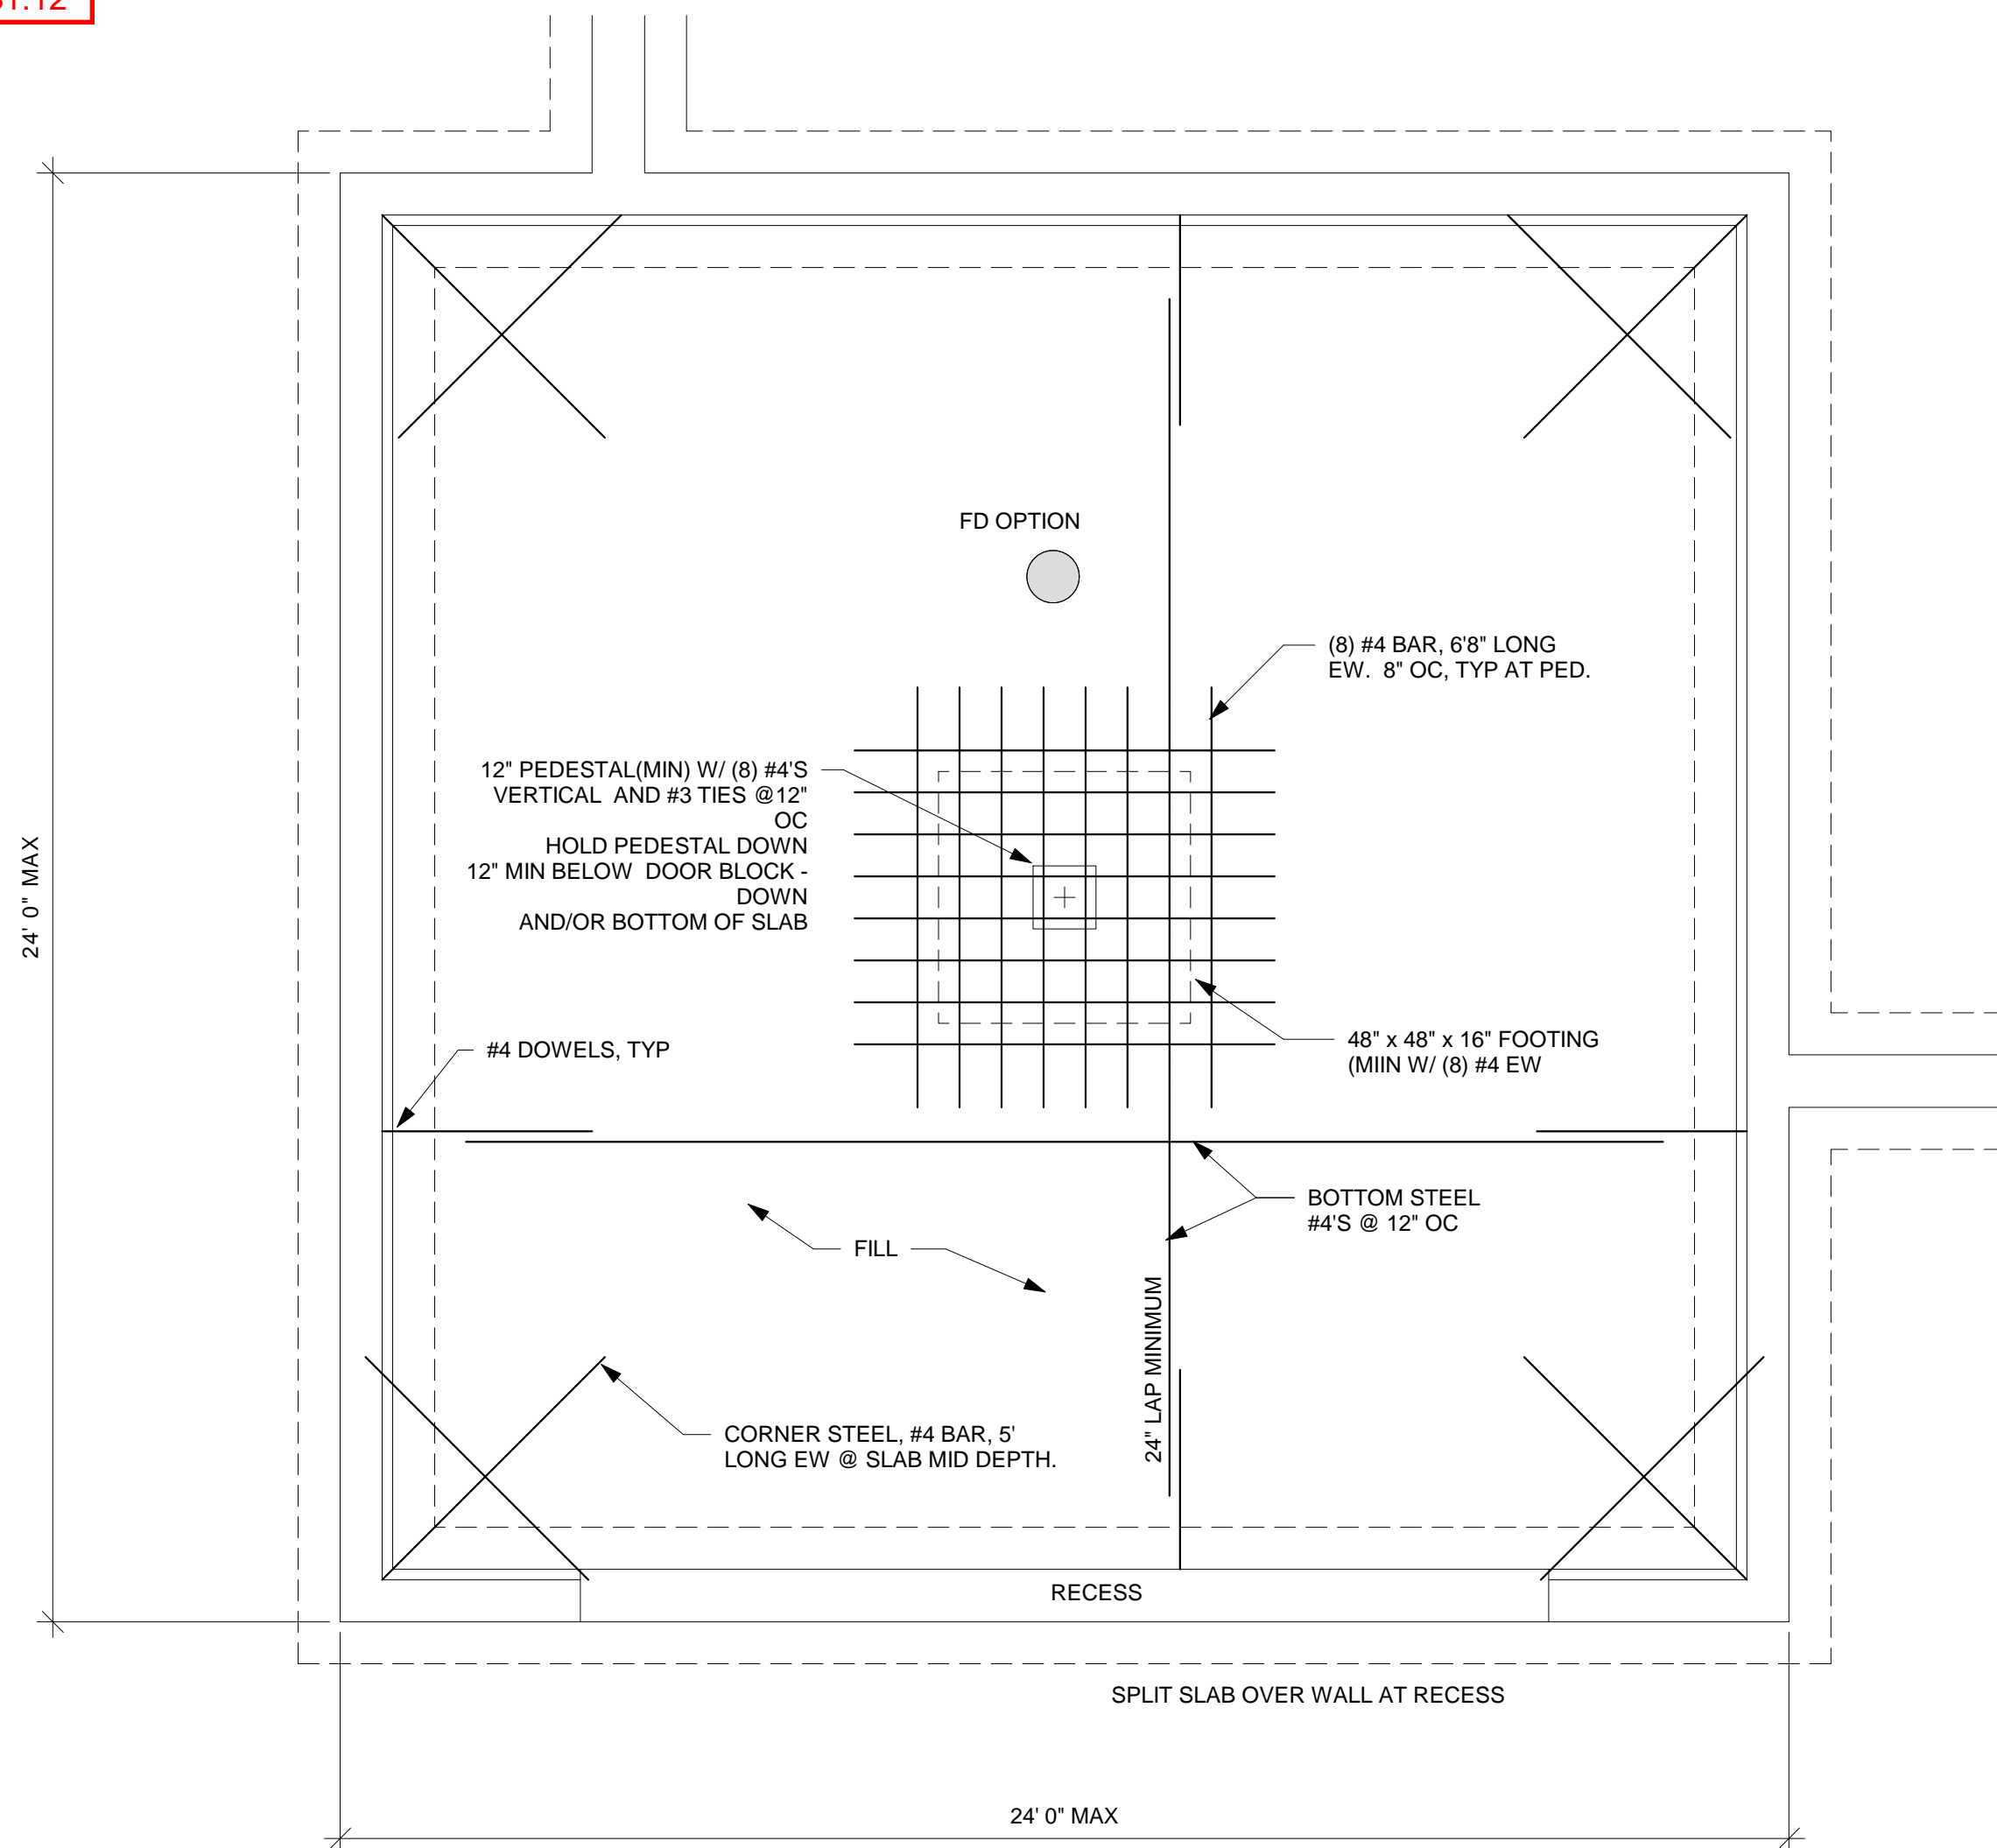 FD OPTION
(8) #4 BAR, 6'8" LONG
EW.  8" OC, TYP AT PED.
12" PEDESTAL(MIN) W/ (8) #4'S
VERTICAL  AND #3 TIES @12"
OC
HOLD PEDESTAL DOWN
12" MIN BELOW  DOOR BLOCK -
DOWN
AND/OR BOTTOM OF SLAB
24' 0" MAX
#4 DOWELS, TYP
48" x 48" x 16" FOOTING
(MIIN W/ (8) #4 EW
BOTTOM STEEL
#4'S @ 12" OC
FILL
24" LAP MINIMUM
CORNER STEEL, #4 BAR, 5'
LONG EW @ SLAB MID DEPTH.
RECESS
SPLIT SLAB OVER WALL AT RECESS
24' 0" MAX